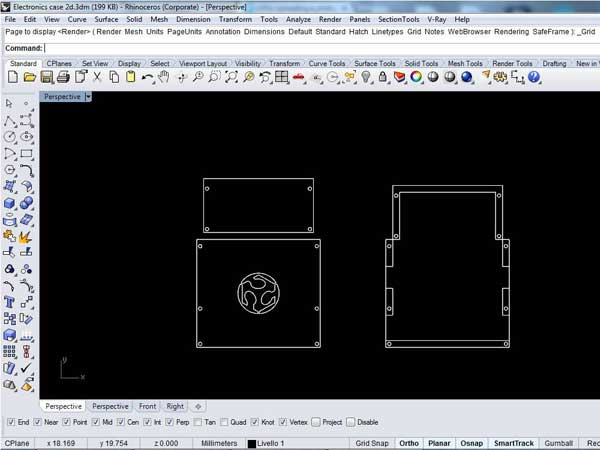 Electronics case 2d.3dm (199 KB) - Rhinoceros (Corporate) - [Perspective]
File Edit View Curve Surface Solid Mesh Dimension Transform Tools Analyze Render Panels SectionTools V-Ray Help
Page to display <Render> ( Render Mesh Units PageUnits Annotation Dimensions Default Standard Hatch Linetypes Grid Notes WebBrowser Rendering SafeFrame ): _Grid
Command:
Standard CPlanes Set View Display Select Viewport Layout Visibility Transform Curve Tools Surface Tools Solid Tools Mesh Tools Render Tools Drafting New in V
Perspective
y
x
Perspective Perspective Front Right
End Near Point Mid Cen Int Perp Tan Quad Knot Vertex Project Disable
CPlane x 18.169 y 19.754 z 0.000 Millimeters Livello 1 Grid Snap Ortho Planar Osnap SmartTrack Gumball Rec